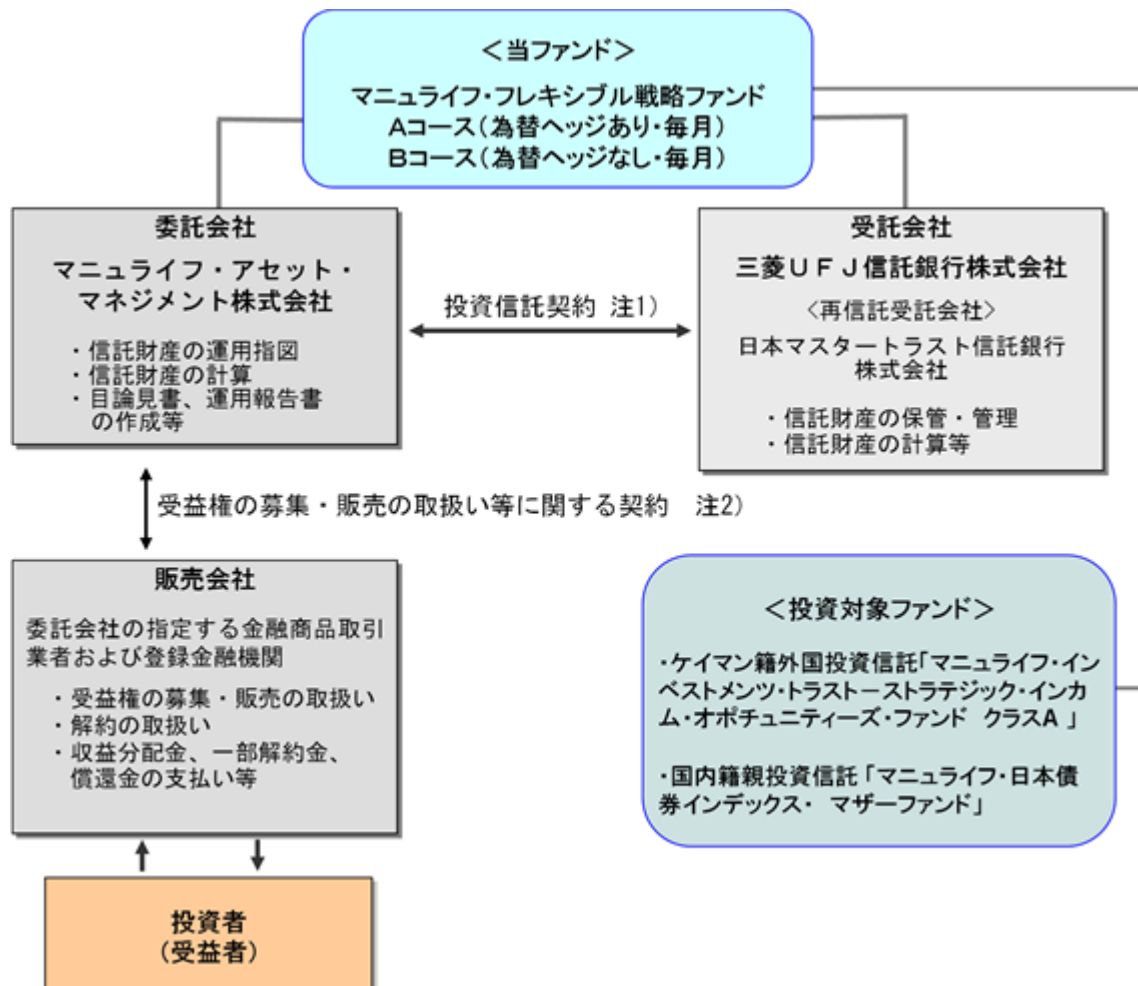 ＜当ファンド＞
マニュライフ・フレキシブル戦略ファンド
Ａコース（為替ヘッジあり・毎月）
Ｂコース（為替ヘッジなし・毎月）
委託会社
マニュライフ・アセット・
マネジメント株式会社
・信託財産の運用指図
・信託財産の計算
・目論見書、運用報告書
の作成等
投資信託契約 注1）
受託会社
三菱ＵＦＪ信託銀行株式会社
〈再信託受託会社〉
日本マスタートラスト信託銀行
株式会社
・信託財産の保管・管理
・信託財産の計算等
受益権の募集・販売の取扱い等に関する契約　注2）
販売会社
委託会社の指定する金融商品取引
業者および登録金融機関
・受益権の募集・販売の取扱い
・解約の取扱い
・収益分配金、一部解約金、
償還金の支払い等
＜投資対象ファンド＞
・ケイマン籍外国投資信託「マニュライフ・イン
ベストメンツ・トラスト－ストラテジック・インカ
ム・オポチュニティーズ・ファンド クラスA 」
・国内籍親投資信託 「マニュライフ・日本債
券インデックス・ マザーファンド」
投資者
（受益者）